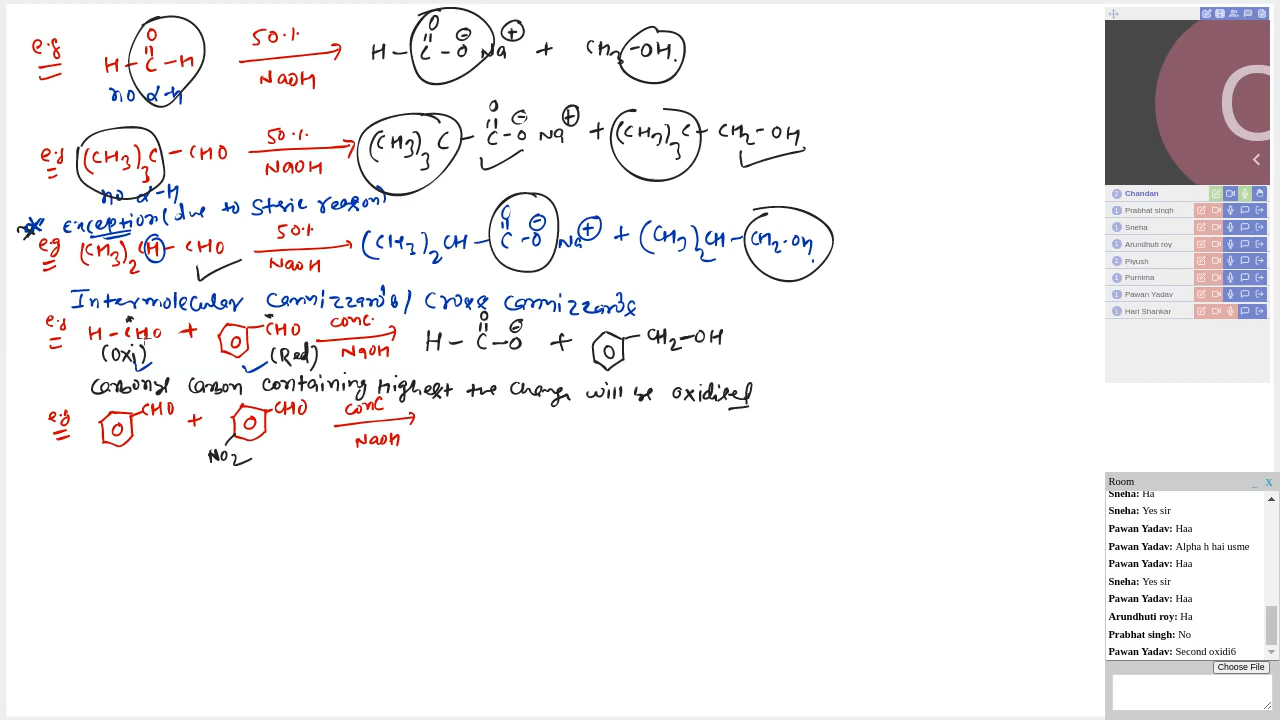 e.g H-C(=O)-H 50% NaOH → H-C(=O)-O⊖ Na⊕ + CH3-OH.
no α-H
e.g (CH3)3C-CHO 50% NaOH → (CH3)3C-C(=O)-O⊖ Na⊕ + (CH3)3C-CH2-OH
no α-H
* exception (due to steric reason)
e.g (CH3)2CH-CHO 50% NaOH → (CH3)2CH-C(=O)-O⊖ Na⊕ + (CH3)2CH-CH2-OH
Intermolecular Cannizzaro's / Cross Cannizzaro's
e.g H-CHO + CHO conc. NaOH → H-C(=O)-O⊖ + CH2-OH
(Oxi) (Red)
Carbonyl Carbon containing Highest +ve charge will be oxidised
e.g CHO + CHO conc NaOH →
NO2
C
Chandan
Prabhat singh
Sneha
Arundhuti roy
Piyush
Purnima
Pawan Yadav
Hari Shankar
Room _ X
Sneha: Ha
Sneha: Yes sir
Pawan Yadav: Haa
Pawan Yadav: Alpha h hai usme
Pawan Yadav: Haa
Sneha: Yes sir
Pawan Yadav: Haa
Arundhuti roy: Ha
Prabhat singh: No
Pawan Yadav: Second oxidi6
Choose File